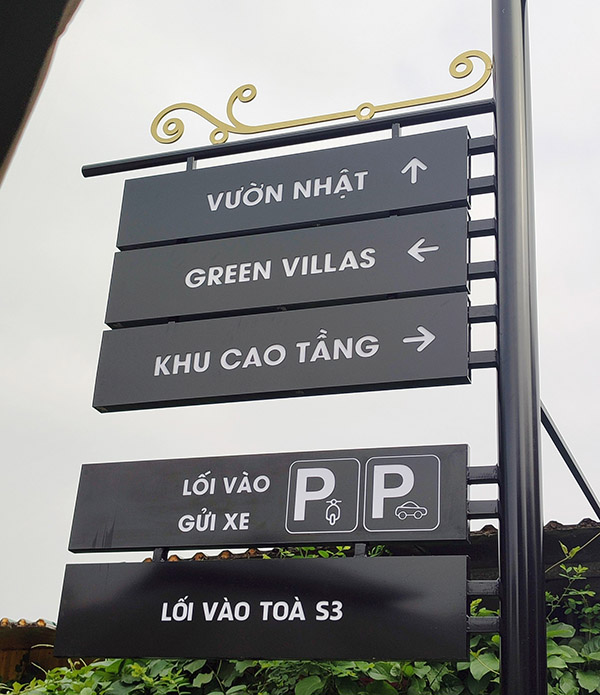 VƯỜN NHẬT ↑
GREEN VILLAS ←
KHU CAO TẦNG →
LỐI VÀO
GỬI XE
P P
LỐI VÀO TOÀ S3